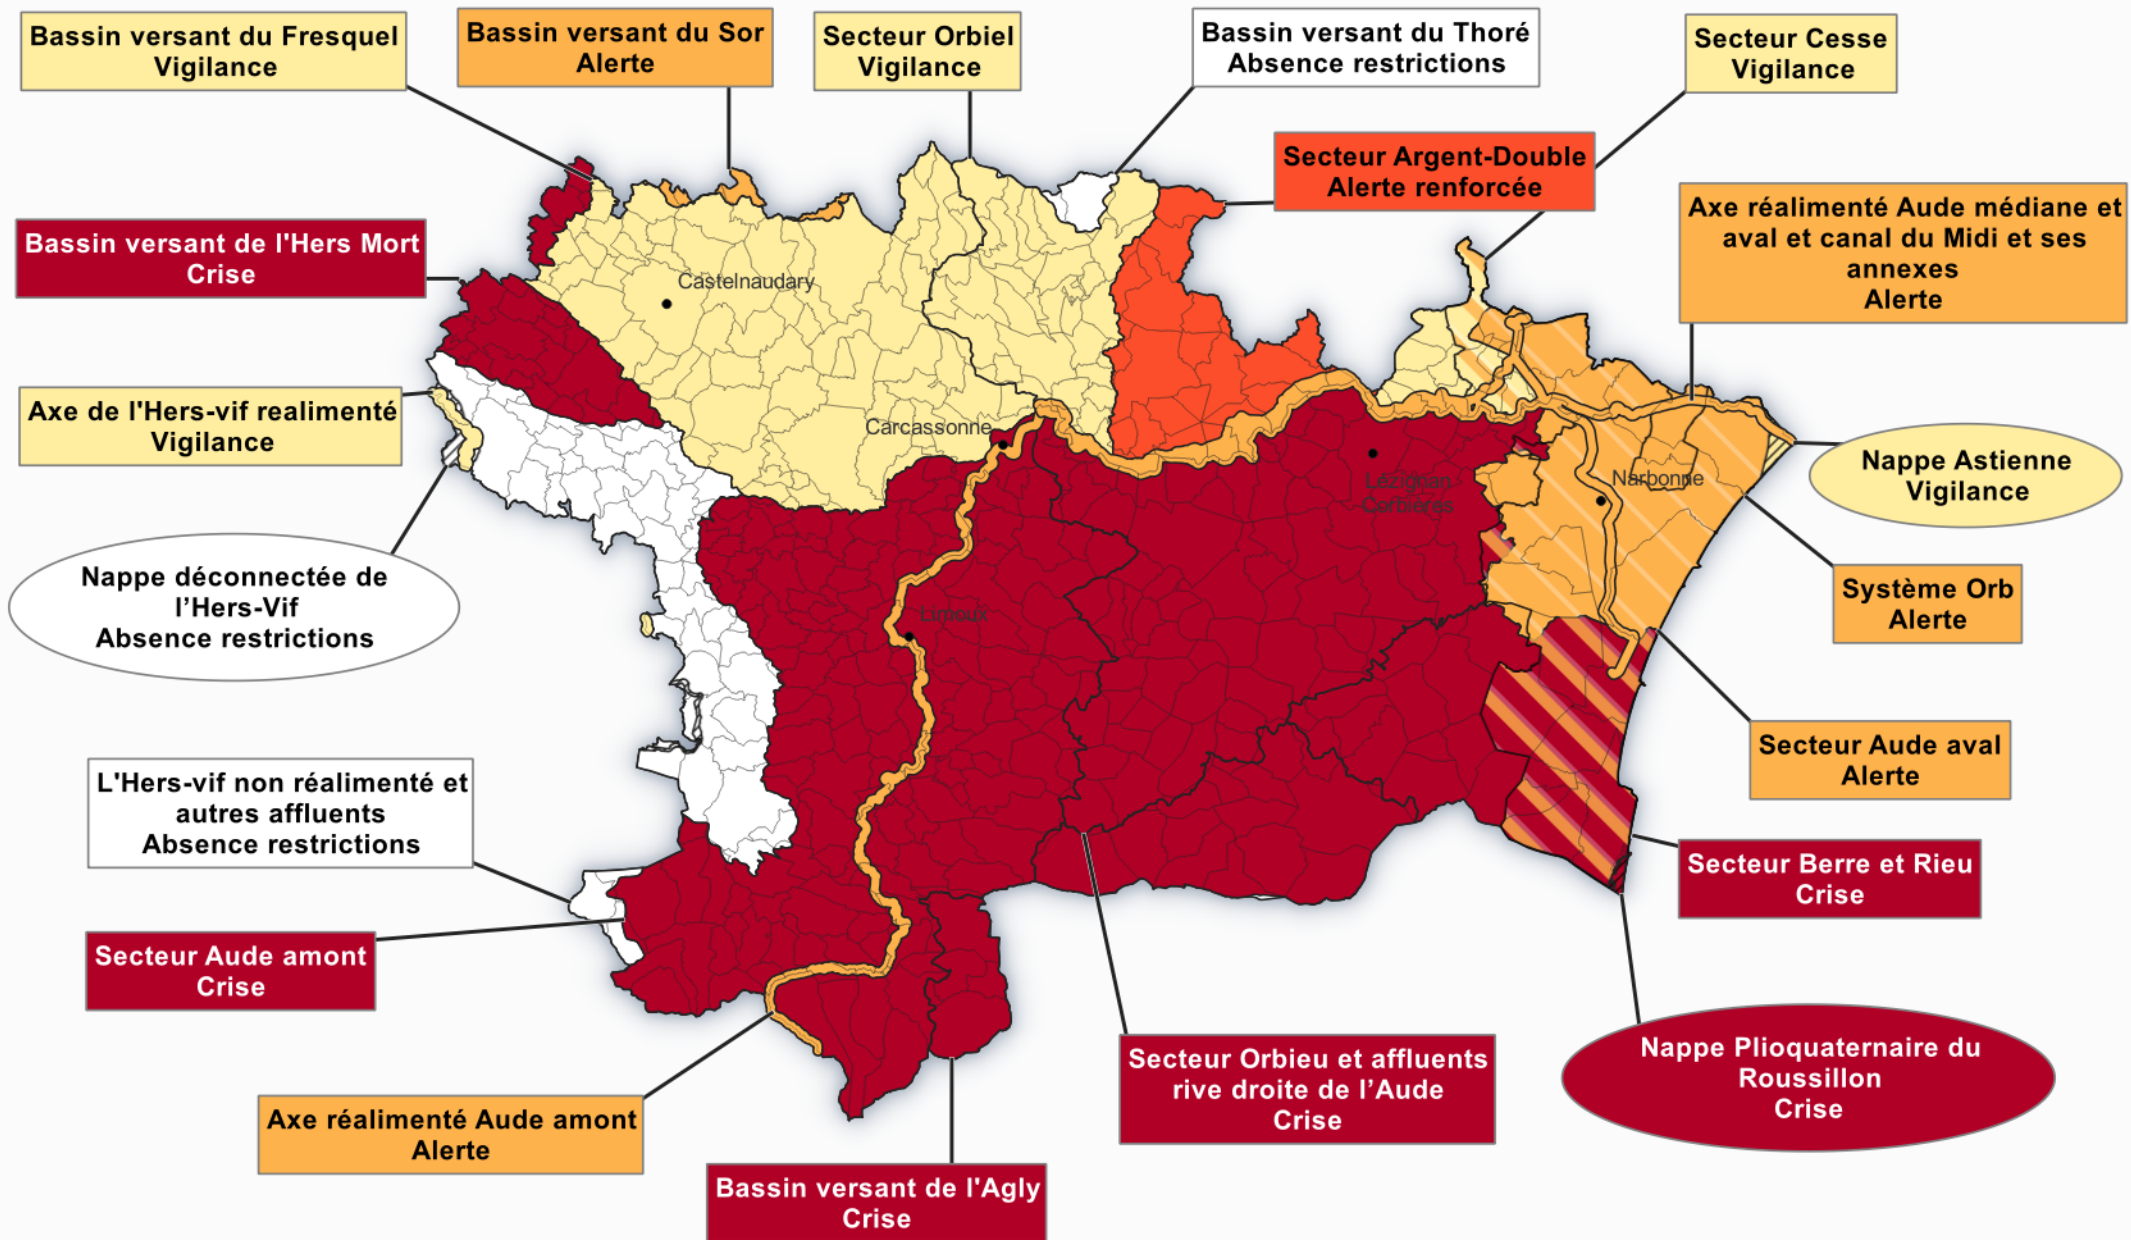 Bassin versant du Fresquel
Vigilance
Bassin versant du Sor
Alerte
Secteur Orbiel
Vigilance
Bassin versant du Thoré
Absence restrictions
Secteur Cesse
Vigilance
Secteur Argent-Double
Alerte renforcée
Axe réalimenté Aude médiane et
aval et canal du Midi et ses
annexes
Alerte
Bassin versant de l'Hers Mort
Crise
Castelnaudary
Axe de l'Hers-vif realimenté
Vigilance
Carcassonne
Lézignan
Corbières
Narbonne
Nappe Astienne
Vigilance
Nappe déconnectée de
l’Hers-Vif
Absence restrictions
Limoux
Système Orb
Alerte
Secteur Aude aval
Alerte
L'Hers-vif non réalimenté et
autres affluents
Absence restrictions
Secteur Berre et Rieu
Crise
Secteur Aude amont
Crise
Secteur Orbieu et affluents
rive droite de l’Aude
Crise
Nappe Plioquaternaire du
Roussillon
Crise
Axe réalimenté Aude amont
Alerte
Bassin versant de l'Agly
Crise